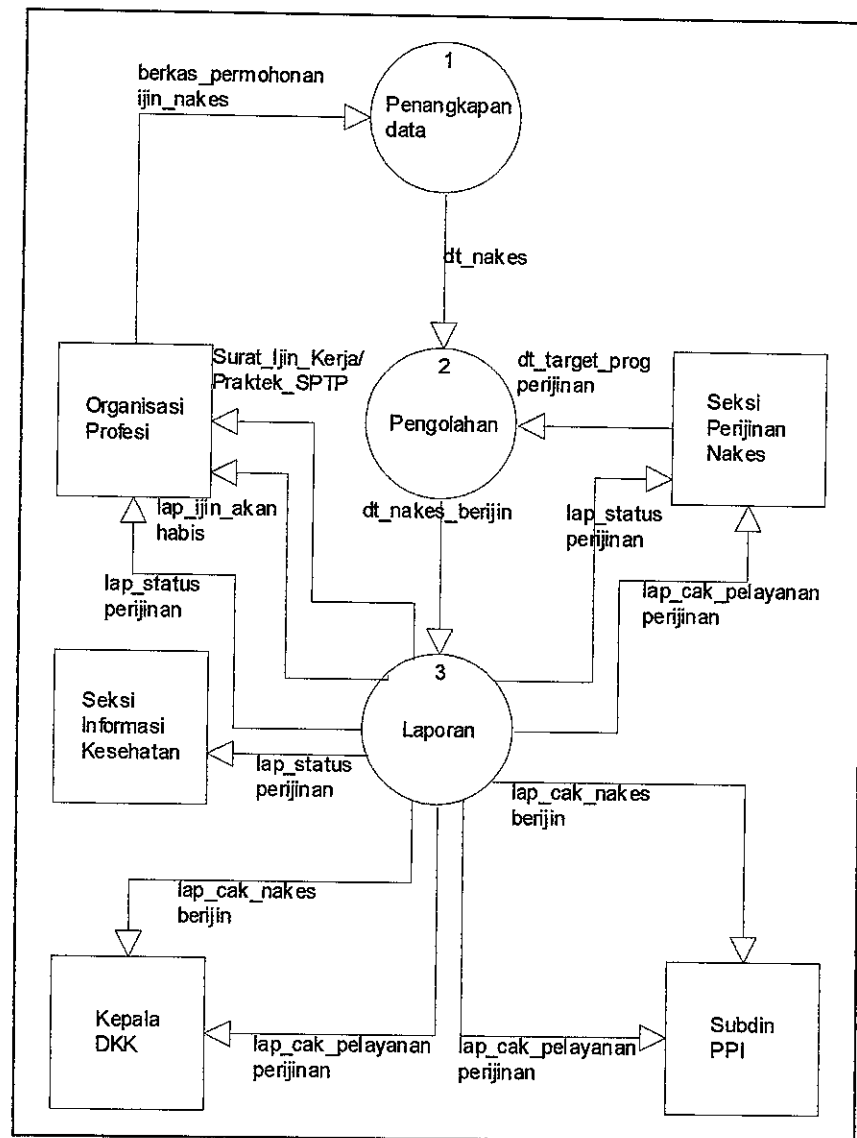 1
Penangkapan
data
berkas_permohonan
ijin_nakes
dt_nakes
Organisasi
Profesi
Surat_Ijin_Kerja/
Praktek_SPTP
2
Pengolahan
dt_target_prog
perijinan
Seksi
Perijinan
Nakes
lap_ijin_akan
habis
dt_nakes_berijin
lap_status
perijinan
lap_status
perijinan
lap_cak_pelayanan
perijinan
Seksi
Informasi
Kesehatan
3
Laporan
lap_status
perijinan
lap_cak_nakes
berijin
lap_cak_nakes
berijin
Kepala
DKK
lap_cak_pelayanan
perijinan
lap_cak_pelayanan
perijinan
Subdin
PPI